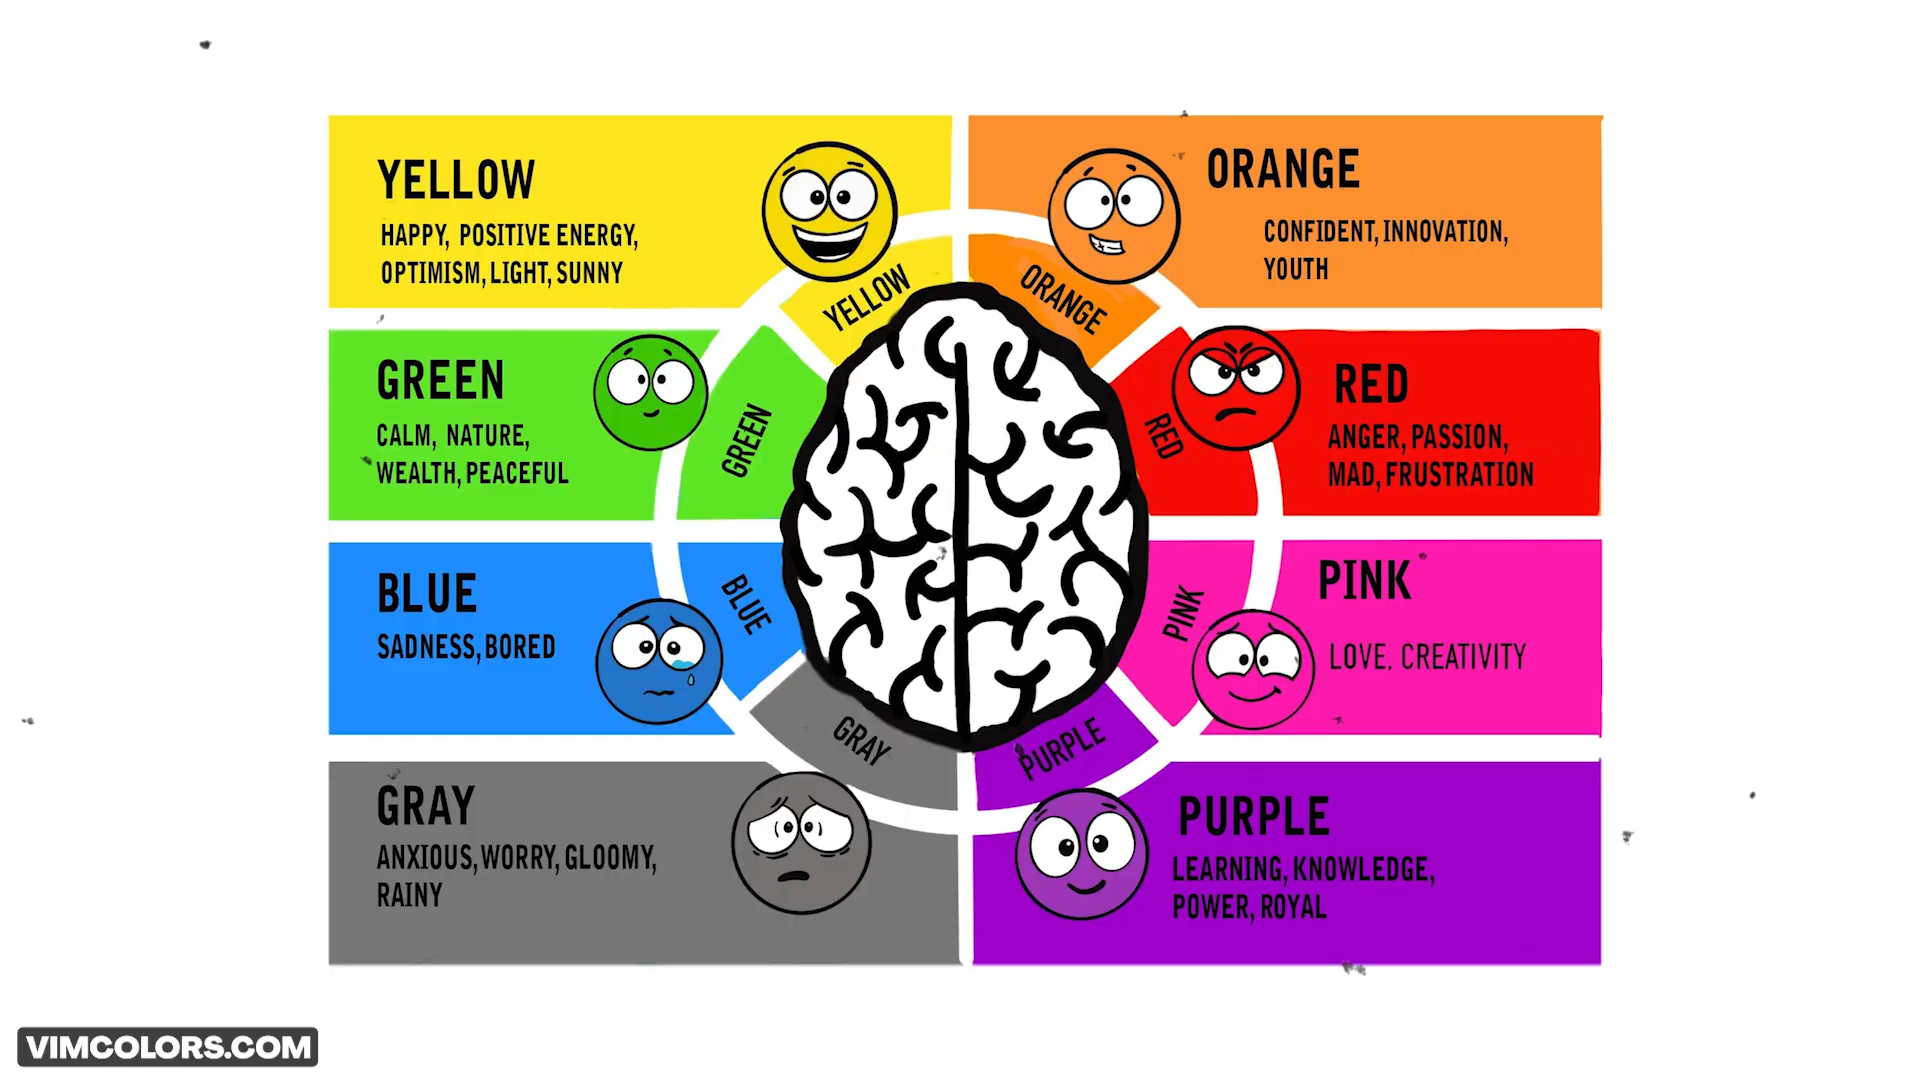 YELLOW
HAPPY, POSITIVE ENERGY,
OPTIMISM, LIGHT, SUNNY
ORANGE
CONFIDENT, INNOVATION,
YOUTH
YELLOW
ORANGE
GREEN
CALM, NATURE,
WEALTH, PEACEFUL
GREEN
RED
RED
ANGER, PASSION,
MAD, FRUSTRATION
BLUE
SADNESS, BORED
BLUE
PINK
PINK
LOVE, CREATIVITY
GRAY
PURPLE
GRAY
ANXIOUS, WORRY, GLOOMY,
RAINY
PURPLE
LEARNING, KNOWLEDGE,
POWER, ROYAL
VIMCOLORS.COM